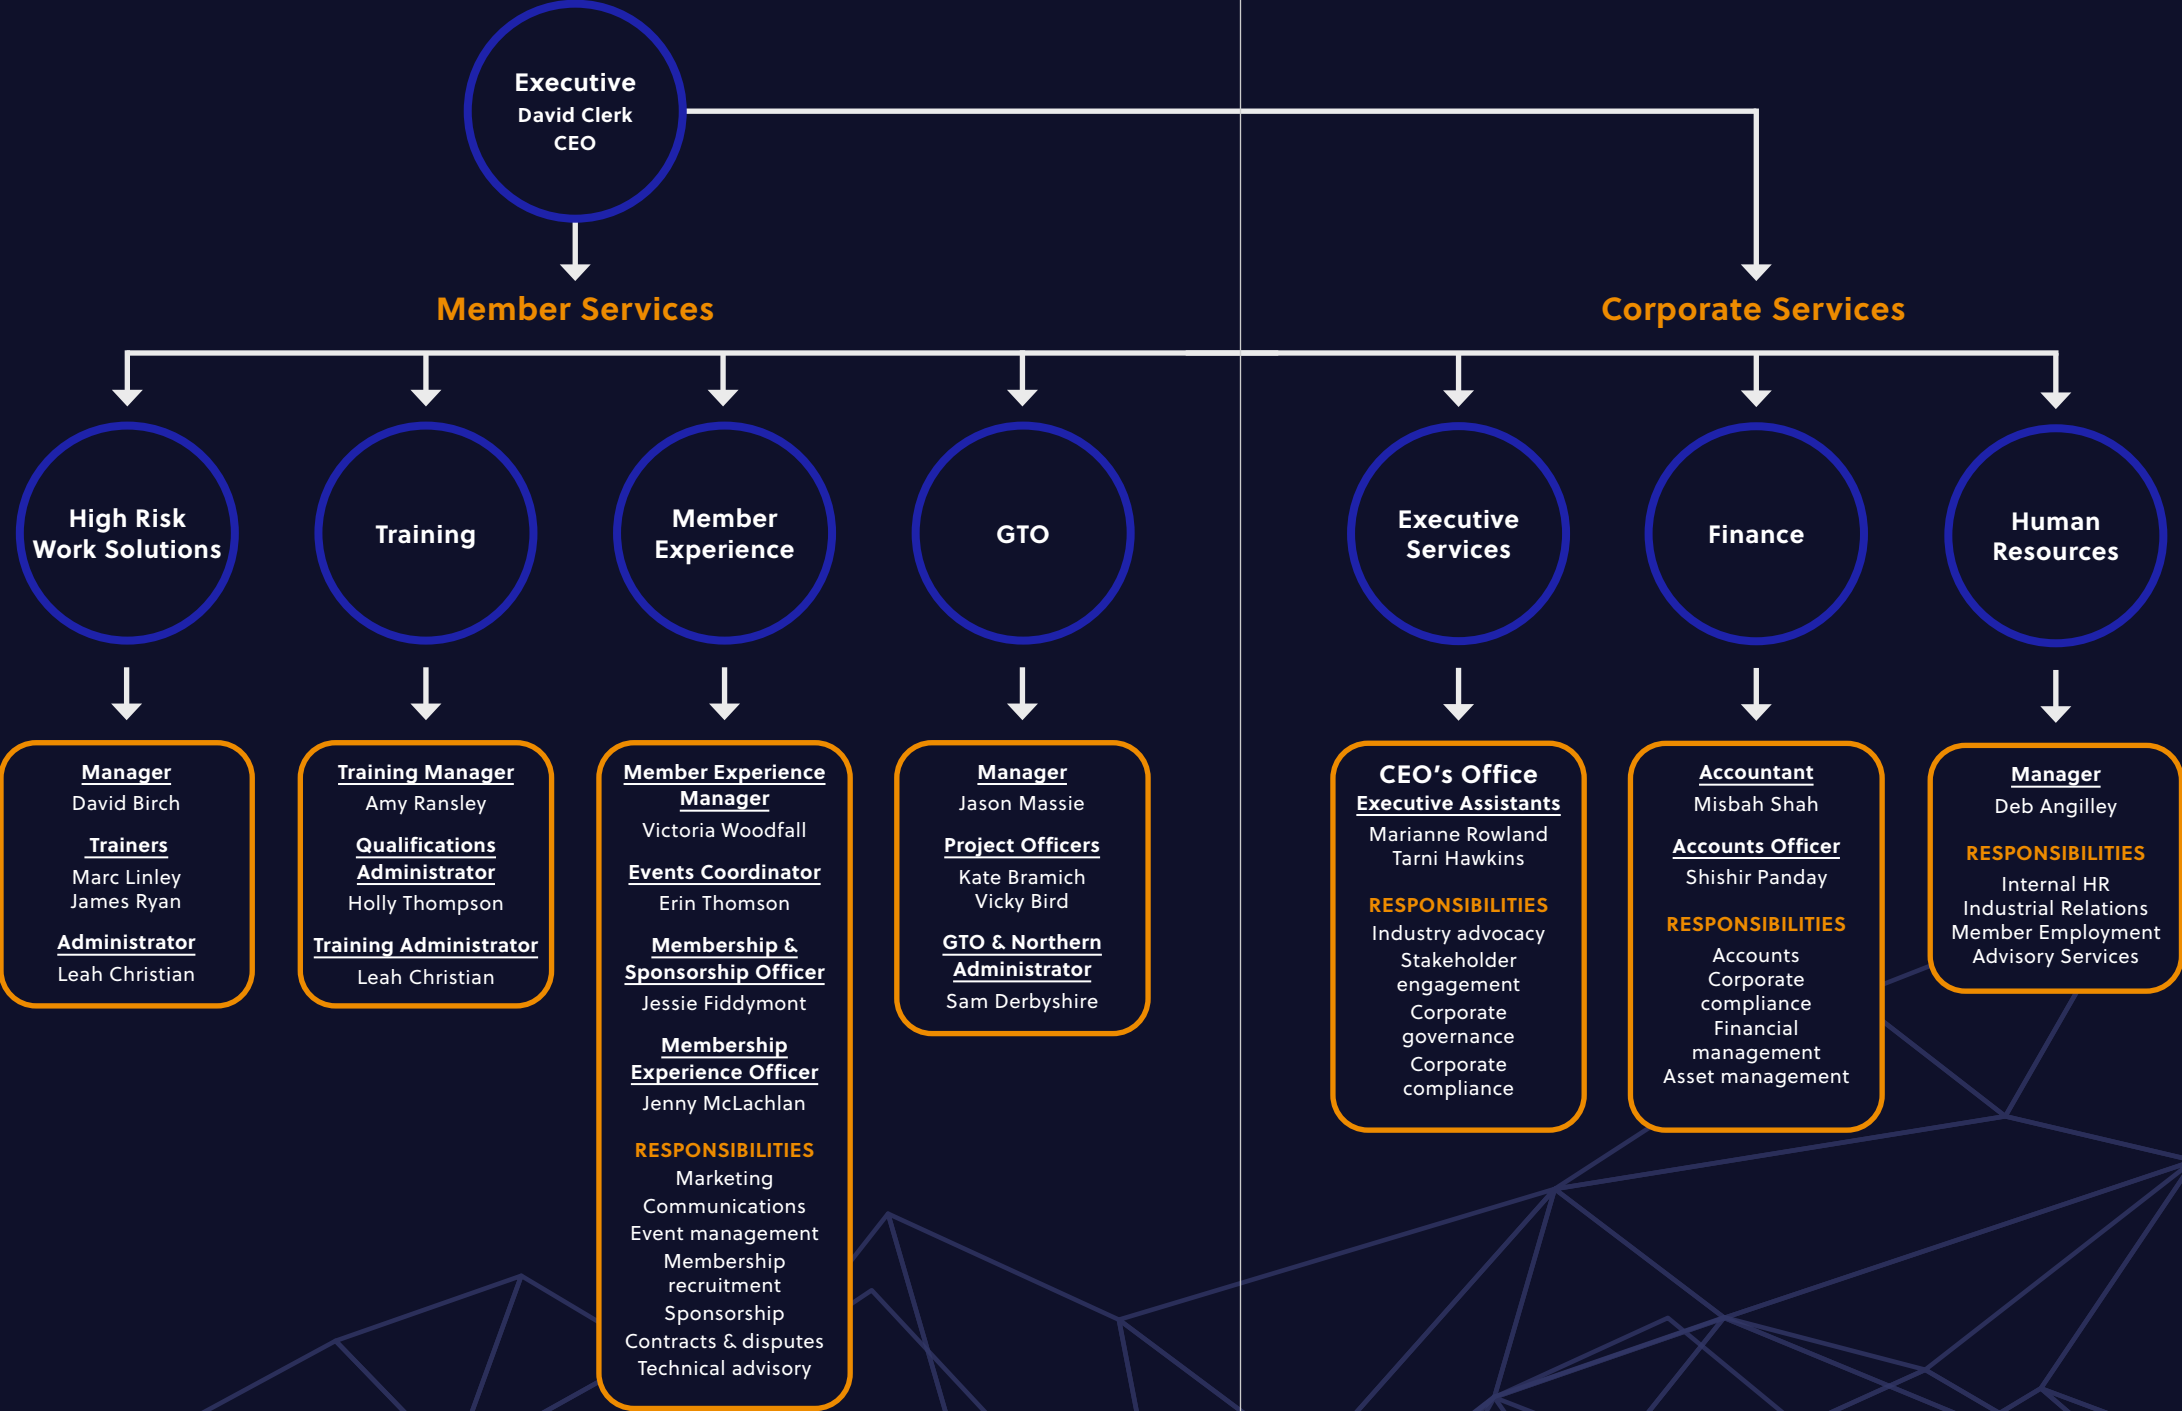 Executive
David Clerk
CEO
Member Services
Corporate Services
High Risk
Work Solutions
Training
Member
Experience
GTO
Executive
Services
Finance
Human
Resources
Manager
David Birch
Trainers
Marc Linley
James Ryan
Administrator
Leah Christian
Training Manager
Amy Ransley
Qualifications
Administrator
Holly Thompson
Training Administrator
Leah Christian
Member Experience
Manager
Victoria Woodfall
Events Coordinator
Erin Thomson
Membership &
Sponsorship Officer
Jessie Fiddymont
Membership
Experience Officer
Jenny McLachlan
RESPONSIBILITIES
Marketing
Communications
Event management
Membership
recruitment
Sponsorship
Contracts & disputes
Technical advisory
Manager
Jason Massie
Project Officers
Kate Bramich
Vicky Bird
GTO & Northern
Administrator
Sam Derbyshire
CEO’s Office
Executive Assistants
Marianne Rowland
Tarni Hawkins
RESPONSIBILITIES
Industry advocacy
Stakeholder
engagement
Corporate
governance
Corporate
compliance
Accountant
Misbah Shah
Accounts Officer
Shishir Panday
RESPONSIBILITIES
Accounts
Corporate
compliance
Financial
management
Asset management
Manager
Deb Angilley
RESPONSIBILITIES
Internal HR
Industrial Relations
Member Employment
Advisory Services